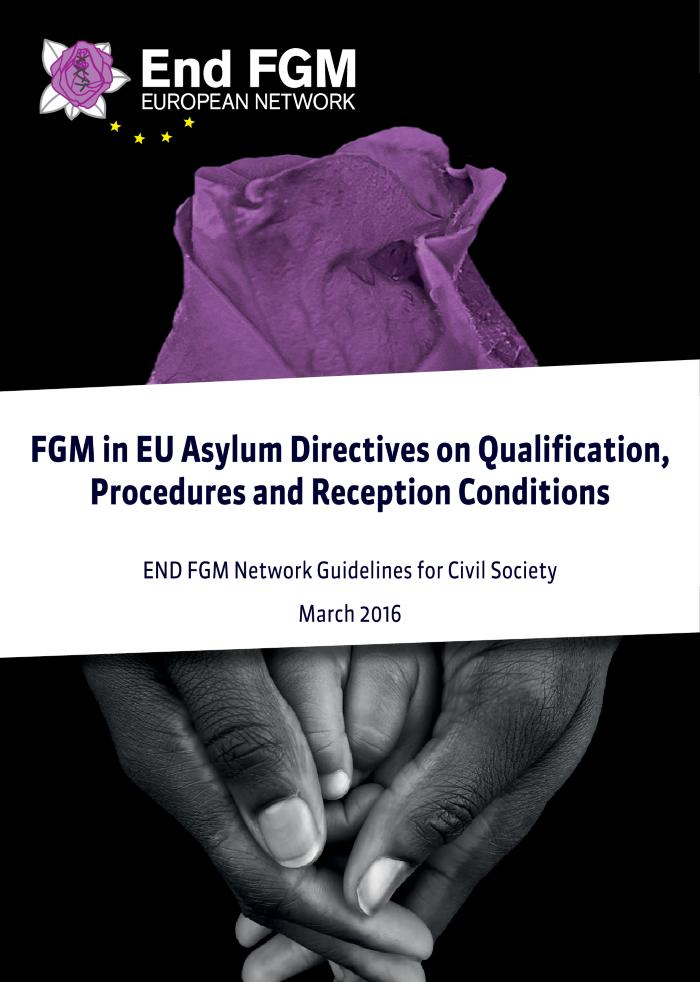 End FGM
EUROPEAN NETWORK
FGM in EU Asylum Directives on Qualification,
Procedures and Reception Conditions
END FGM Network Guidelines for Civil Society
March 2016